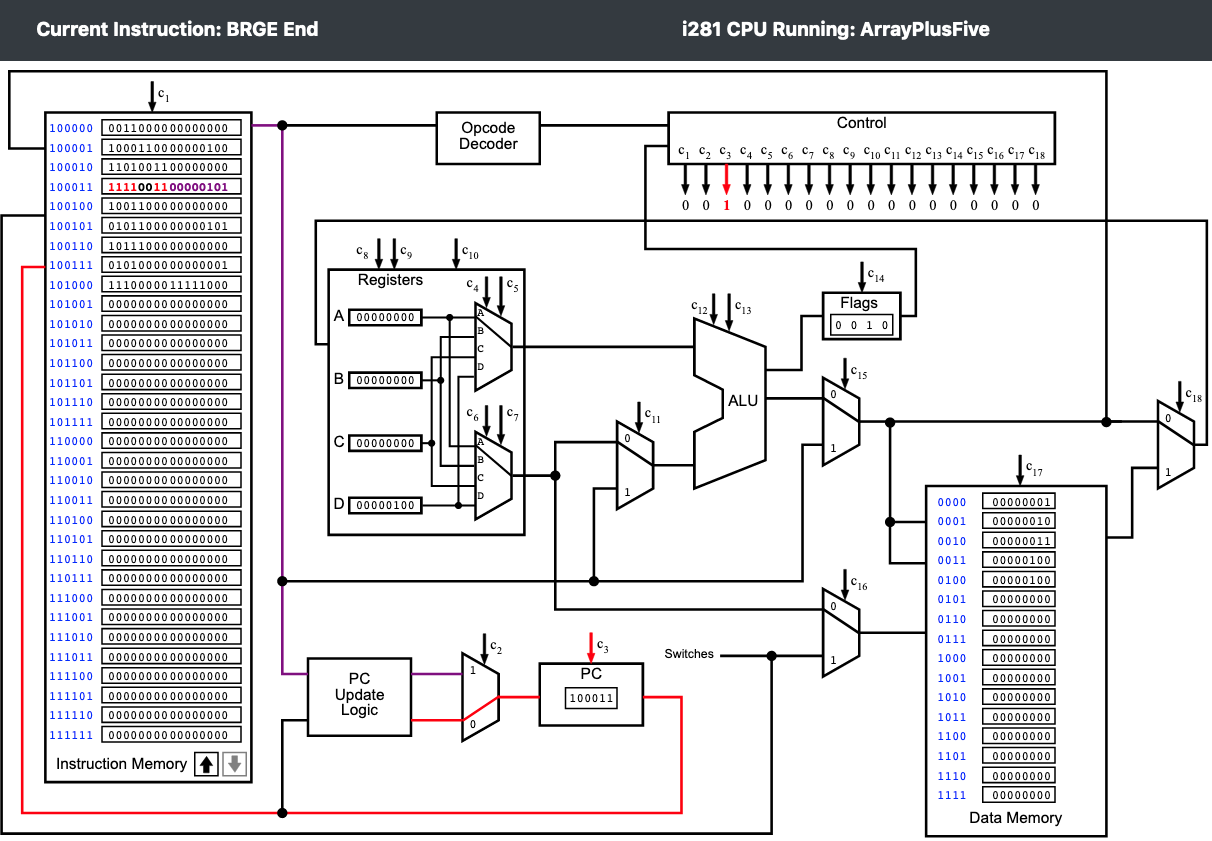 Current Instruction: BRGE End
i281 CPU Running: ArrayPlusFive
c1
100000 0011000000000000
100001 1000110000000100
100010 1101001100000000
100011 1111001100000101
100100 1001100000000000
100101 0101100000000101
100110 1011100000000000
100111 0101000000000001
101000 1110000011111000
101001 0000000000000000
101010 0000000000000000
101011 0000000000000000
101100 0000000000000000
101101 0000000000000000
101110 0000000000000000
101111 0000000000000000
110000 0000000000000000
110001 0000000000000000
110010 0000000000000000
110011 0000000000000000
110100 0000000000000000
110101 0000000000000000
110110 0000000000000000
110111 0000000000000000
111000 0000000000000000
111001 0000000000000000
111010 0000000000000000
111011 0000000000000000
111100 0000000000000000
111101 0000000000000000
111110 0000000000000000
111111 0000000000000000
Instruction Memory
Opcode
Decoder
Control
c1 c2 c3 c4 c5 c6 c7 c8 c9 c10 c11 c12 c13 c14 c15 c16 c17 c18
0 0 1 0 0 0 0 0 0 0 0 0 0 0 0 0 0 0
c8 c9 c10
Registers
c4 c5
A 00000000
B 00000000
C 00000000
D 00000100
A
B
C
D
c6 c7
A
B
C
D
c11
0
1
c12 c13
ALU
c14
Flags
0 0 1 0
c15
0
1
c16
0
1
Switches
c18
0
1
c17
0000 00000001
0001 00000010
0010 00000011
0011 00000100
0100 00000100
0101 00000000
0110 00000000
0111 00000000
1000 00000000
1001 00000000
1010 00000000
1011 00000000
1100 00000000
1101 00000000
1110 00000000
1111 00000000
Data Memory
PC
Update
Logic
c2
1
0
c3
PC
100011